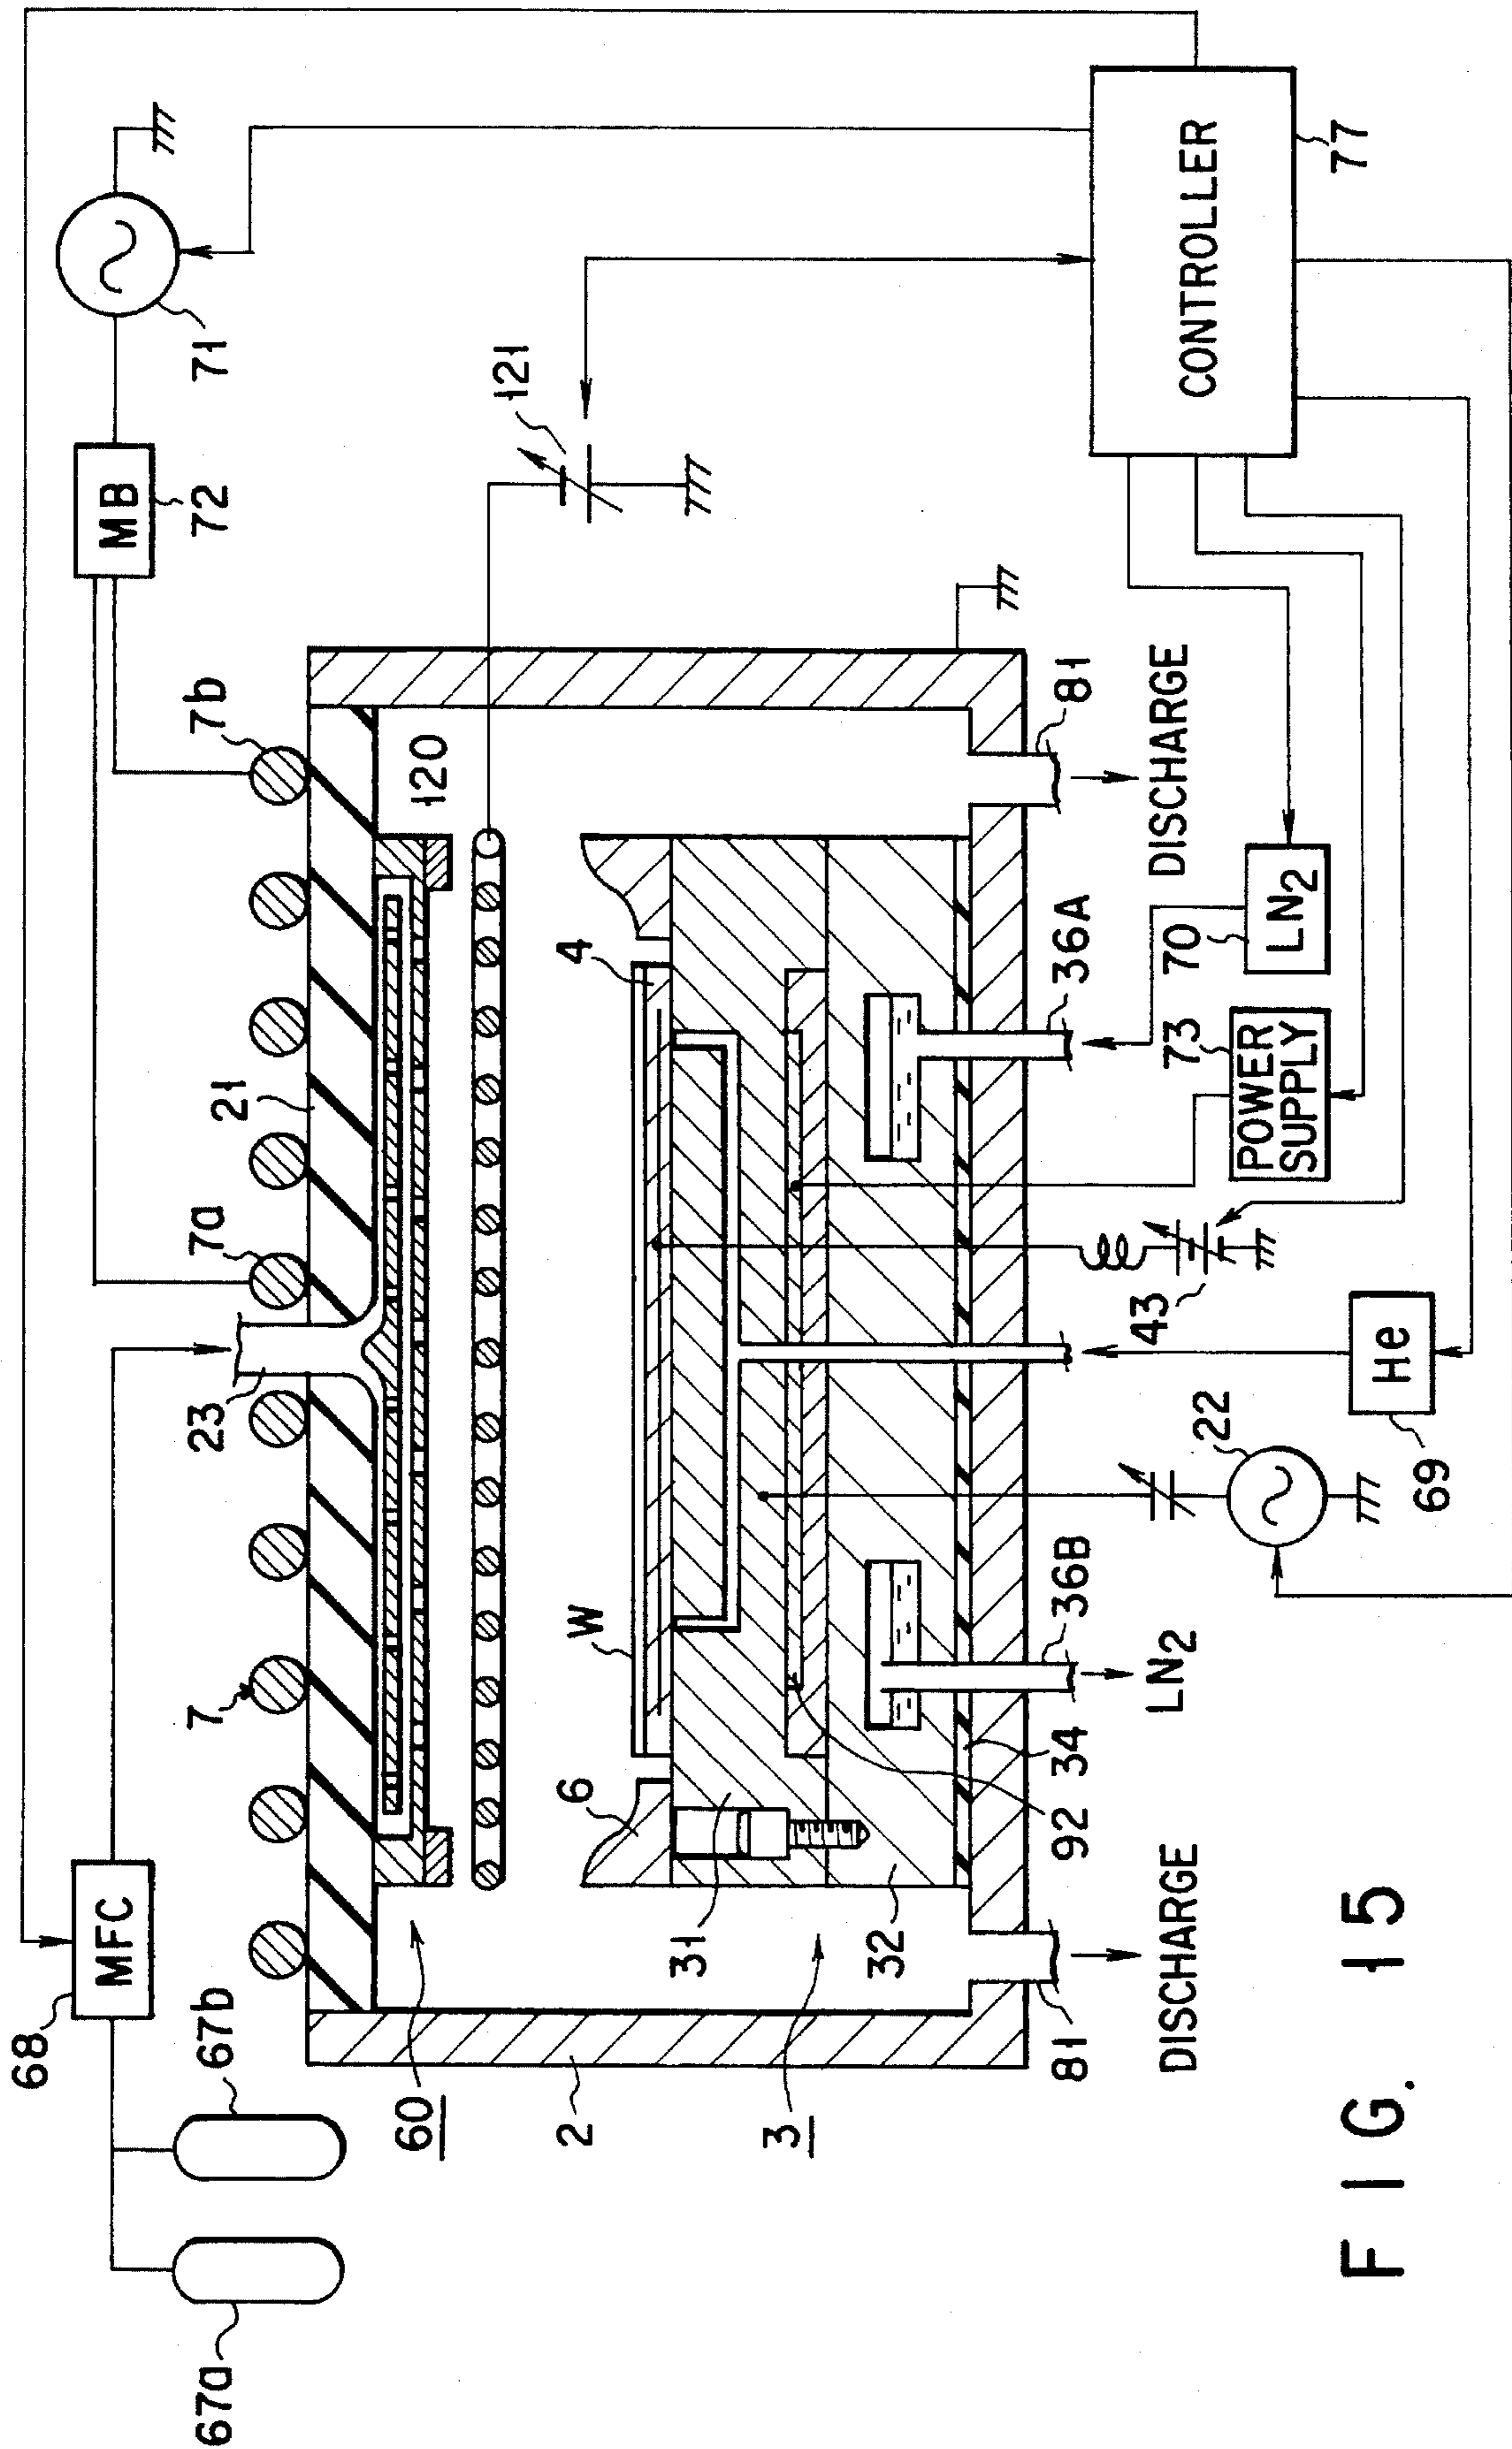 67a
67b
68
MFC
7
23
7a
21
7b
MB
72
71
60
2
3
120
121
W
4
6
31
32
92
34
36B
LN2
36A
81
DISCHARGE
81
DISCHARGE
22
69
He
43
73
POWER
SUPPLY
70
LN2
CONTROLLER
77
FIG. 15